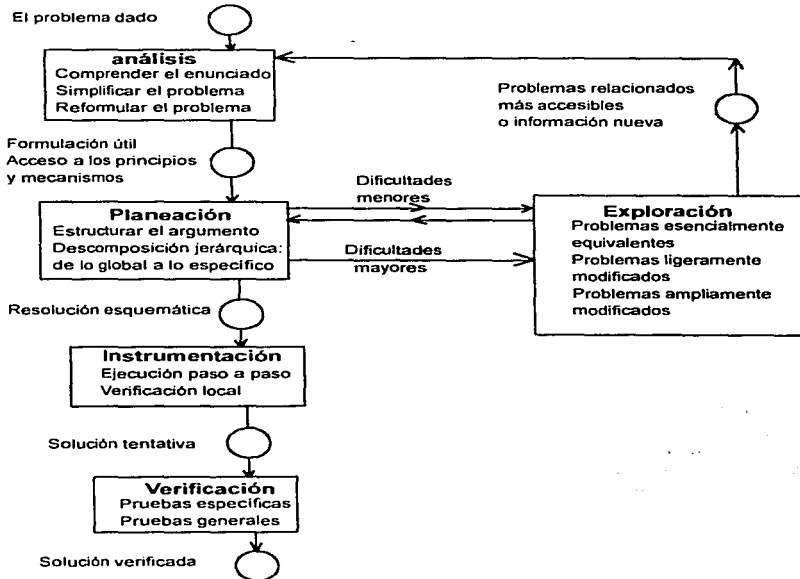 El problema dado
análisis
Comprender el enunciado
Simplificar el problema
Reformular el problema
Problemas relacionados
más accesibles
o información nueva
Formulación útil
Acceso a los principios
y mecanismos
Dificultades
menores
Planeación
Estructurar el argumento
Descomposición jerárquica:
de lo global a lo específico
Dificultades
mayores
Exploración
Problemas esencialmente
equivalentes
Problemas ligeramente
modificados
Problemas ampliamente
modificados
Resolución esquemática
Instrumentación
Ejecución paso a paso
Verificación local
Solución tentativa
Verificación
Pruebas específicas
Pruebas generales
Solución verificada